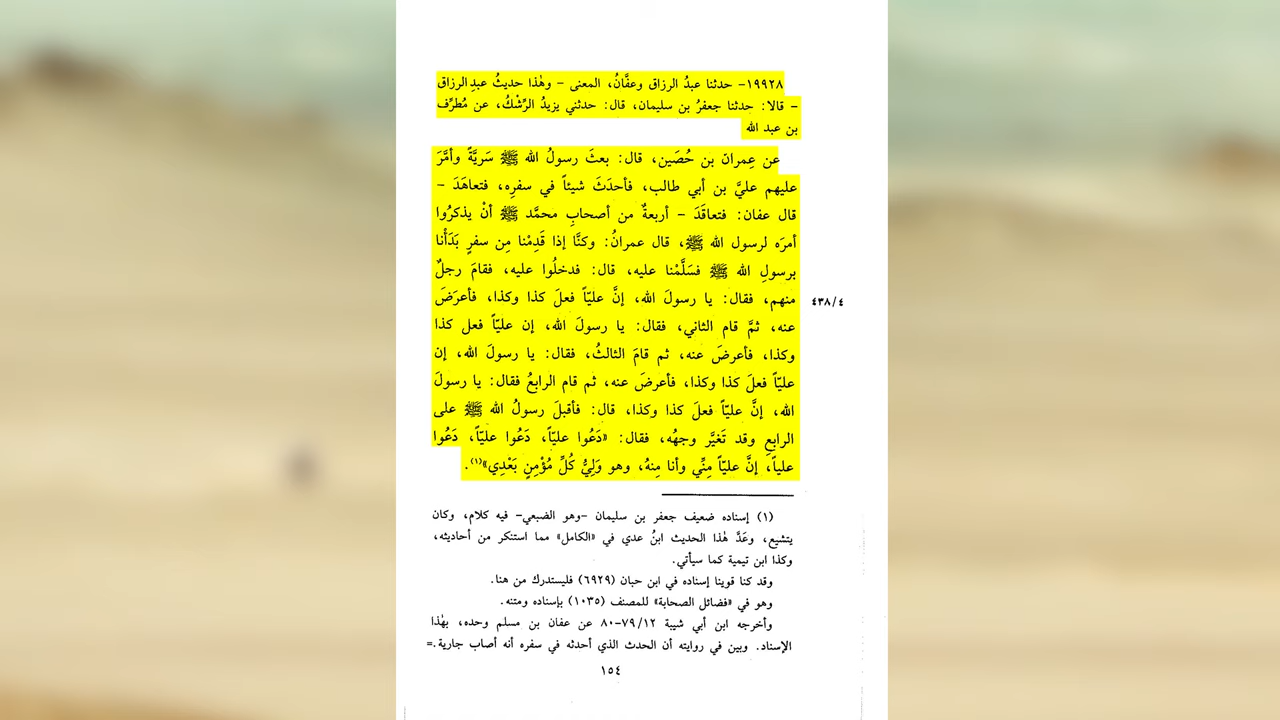 ١٩٩٢٨- حدثنا عبدُ الرزاق وعفَّانُ، المعنى - وهٰذا حديثُ عبدِ الرزاق
- قالا: حدثنا جعفرُ بن سليمان، قال: حدثني يزيدُ الرِّشْكُ، عن مُطرِّف
بن عبد الله
عن عِمرانَ بن حُصَين، قال: بعثَ رسولُ الله ﷺ سَريَّةً وأمَّرَ
عليهم عليَّ بن أبي طالب، فأحدَثَ شيئاً في سفرِه، فتعاهَدَ -
قال عفان: فتعاقَدَ - أربعةٌ من أصحابِ محمَّد ﷺ أنْ يذكرُوا
أمرَه لرسول الله ﷺ، قال عمرانُ: وكنَّا إذا قَدِمْنا مِن سفرٍ بَدَأْنا
برسولِ الله ﷺ فسَلَّمْنا عليه، قال: فدخلُوا عليه، فقامَ رجلٌ
منهم، فقال: يا رسولَ الله، إنَّ عليّاً فعلَ كذا وكذا، فأعرَضَ
٤٣٨/٤
عنه، ثمَّ قام الثاني، فقال: يا رسولَ الله، إن عليّاً فعل كذا
وكذا، فأعرضَ عنه، ثم قامَ الثالثُ، فقال: يا رسولَ الله، إن
عليّاً فعلَ كذا وكذا، فأعرضَ عنه، ثم قام الرابعُ فقال: يا رسولَ
الله، إنَّ عليّاً فعلَ كذا وكذا، قال: فأقبلَ رسولُ الله ﷺ على
الرابعِ وقد تَغيَّر وجهُه، فقال: «دَعُوا عليّاً، دَعُوا عليّاً، دَعُوا
علياً، إنَّ عليّاً مِنِّي وأنا مِنهُ، وهو وَلِيُّ كُلِّ مُؤْمِنٍ بَعْدِي»(١).
(١) إسناده ضعيف جعفر بن سليمان -وهو الضبعي- فيه كلام، وكان
يتشيع، وعَدَّ هٰذا الحديث ابنُ عدي في «الكامل» مما استنكر من أحاديثه،
وكذا ابن تيمية كما سيأتي.
وقد كنا قوينا إسناده في ابن حبان (٦٩٢٩) فليستدرك من هنا.
وهو في «فضائل الصحابة» للمصنف (١٠٣٥) بإسناده ومتنه.
وأخرجه ابن أبي شيبة ١٢/‏٧٩-٨٠ عن عفان بن مسلم وحده، بهٰذا
الإسناد. وبين في روايته أن الحدث الذي أحدثه في سفره أنه أصاب جارية.=
١٥٤